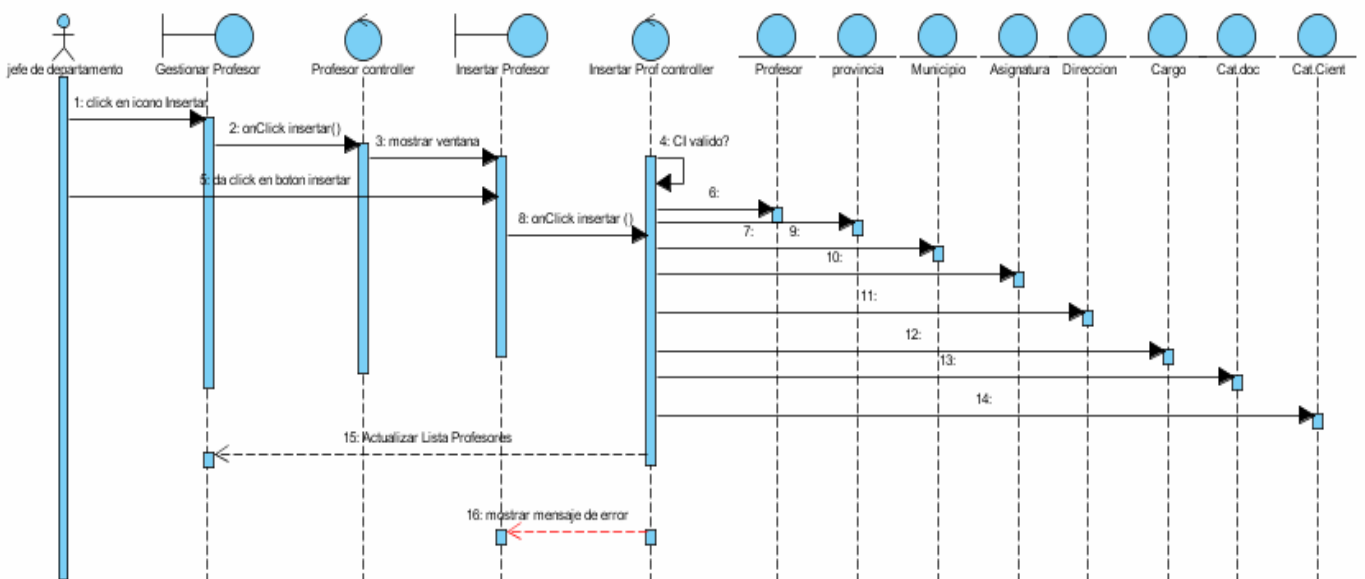 jefe de departamento
Gestionar Profesor
Profesor controller
Insertar Profesor
Insertar Prof controller
Profesor
provincia
Municipio
Asignatura
Direccion
Cargo
Cat.doc
Cat.Cient
1: click en icono Insertar
2: onClick insertar()
3: mostrar ventana
4: CI valido?
5: da click en boton insertar
6:
8: onClick insertar ()
7:
9:
10:
11:
12:
13:
14:
15: Actualizar Lista Profesores
16: mostrar mensaje de error